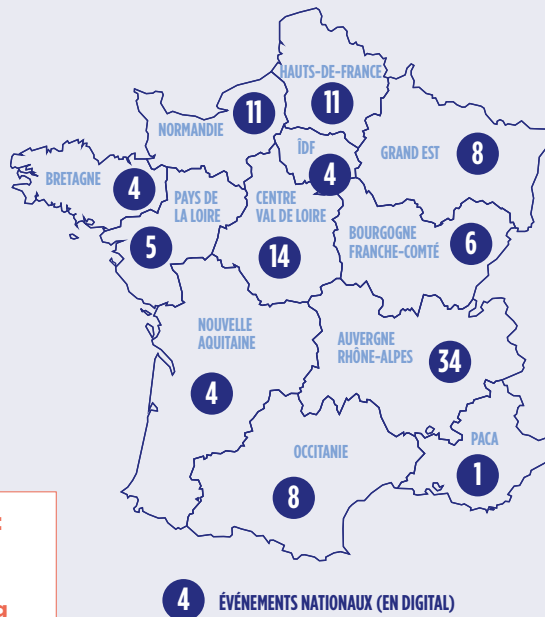 HAUTS-DE-FRANCE
11
NORMANDIE
11
ÎDF
4
GRAND EST
8
BRETAGNE
4
PAYS DE
LA LOIRE
5
CENTRE
VAL DE LOIRE
14
BOURGOGNE
FRANCHE-COMTÉ
6
NOUVELLE
AQUITAINE
4
AUVERGNE
RHÔNE-ALPES
34
OCCITANIE
8
PACA
1
4 ÉVÉNEMENTS NATIONAUX (EN DIGITAL)